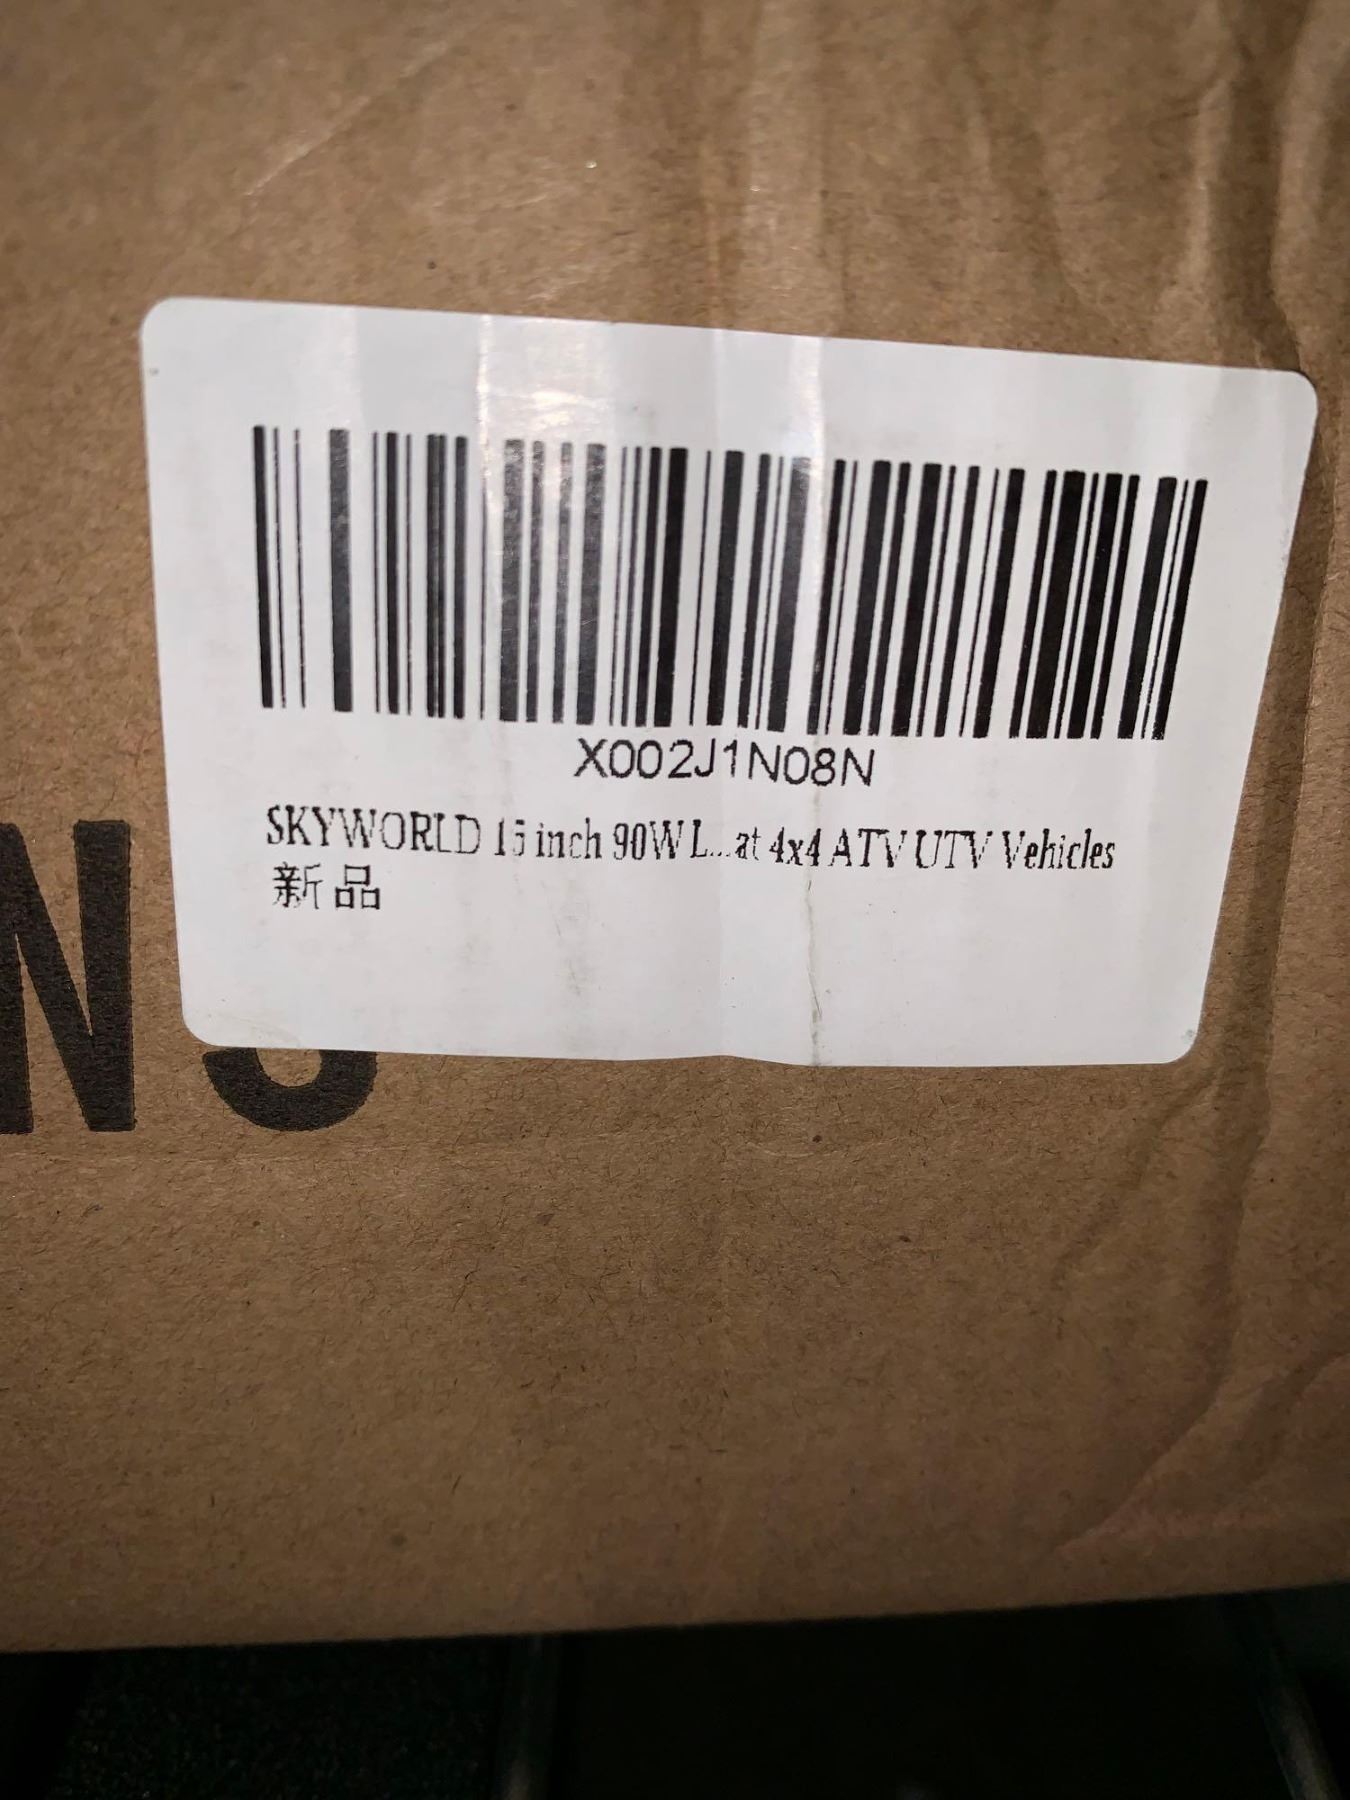 X002J1N08N
SKYWORLD 15 inch 90W L...at 4x4 ATV UTV Vehicles
新品
N